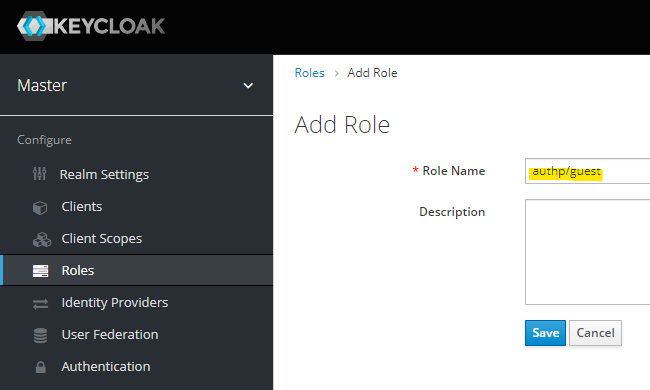 KEYCLOAK
Master
Roles > Add Role
Configure
Add Role
Realm Settings
* Role Name authp/guest
Clients
Description
Client Scopes
Roles
Identity Providers
User Federation
Save Cancel
Authentication